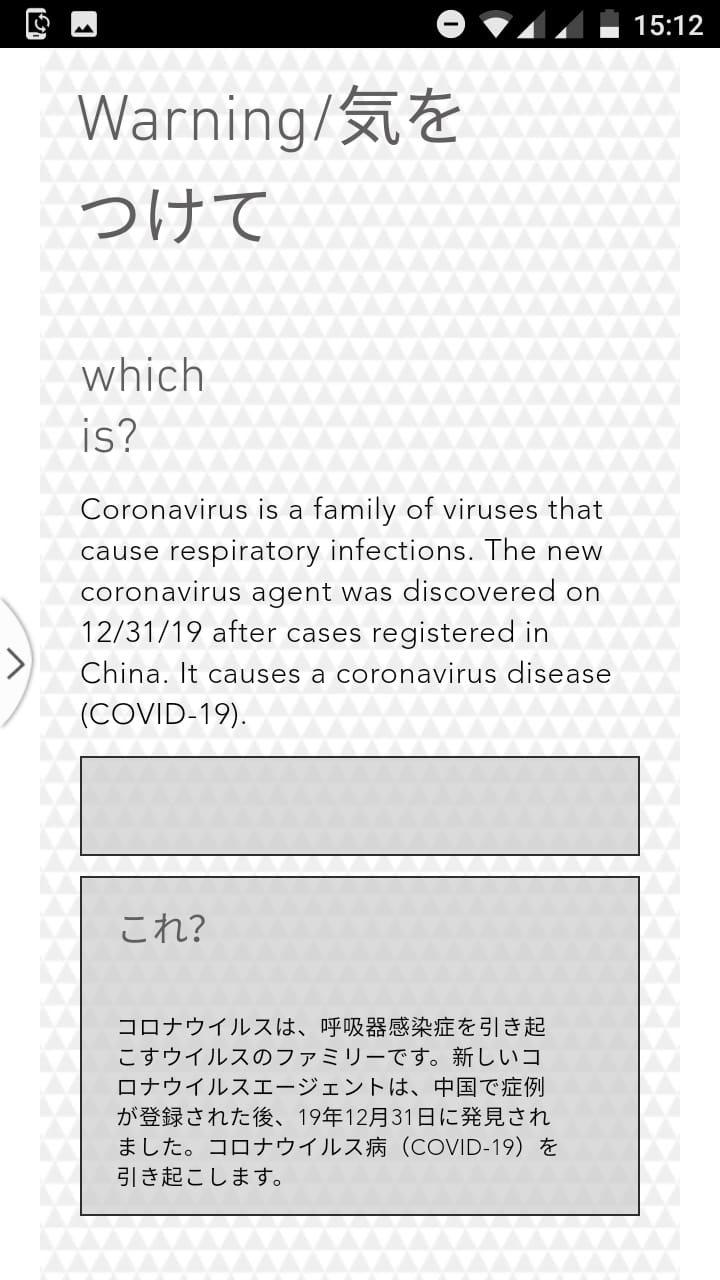 15:12
Warning/気を
つけて
which
is?
Coronavirus is a family of viruses that
cause respiratory infections. The new
coronavirus agent was discovered on
12/31/19 after cases registered in
China. It causes a coronavirus disease
(COVID-19).
これ?
コロナウイルスは、呼吸器感染症を引き起
こすウイルスのファミリーです。新しいコ
ロナウイルスエージェントは、中国で症例
が登録された後、19年12月31日に発見され
ました。コロナウイルス病（COVID-19）を
引き起こします。